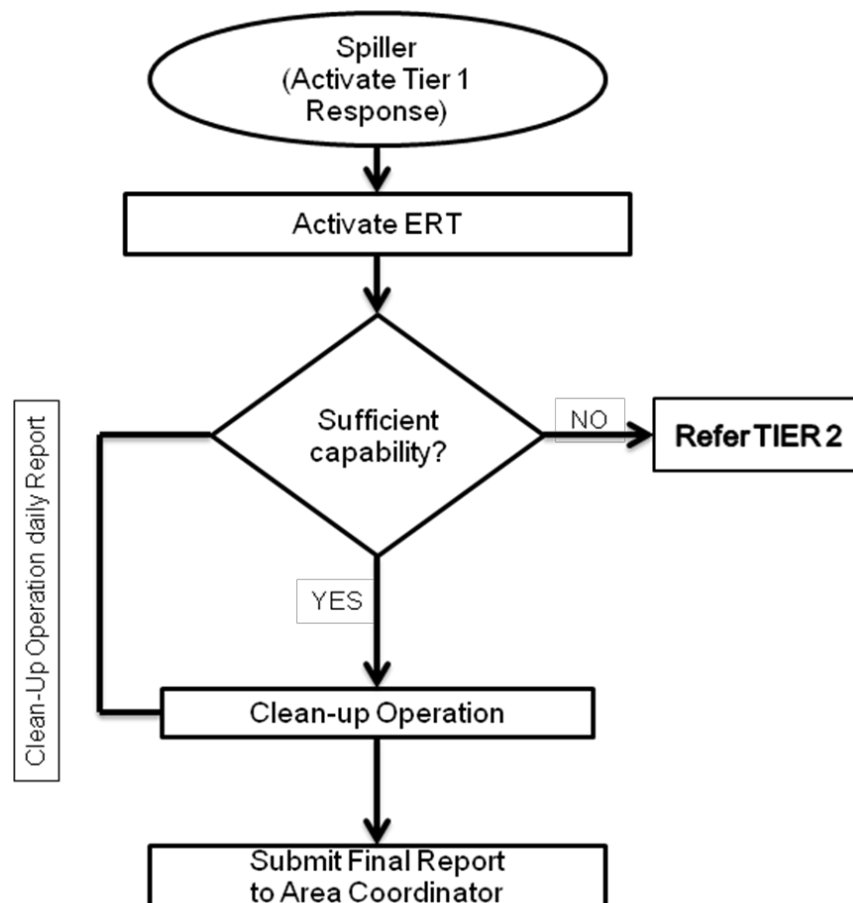 Spiller
(Activate Tier 1
Response)
Activate ERT
Sufficient
capability?
NO
Refer TIER 2
Clean-Up Operation daily Report
YES
Clean-up Operation
Submit Final Report
to Area Coordinator